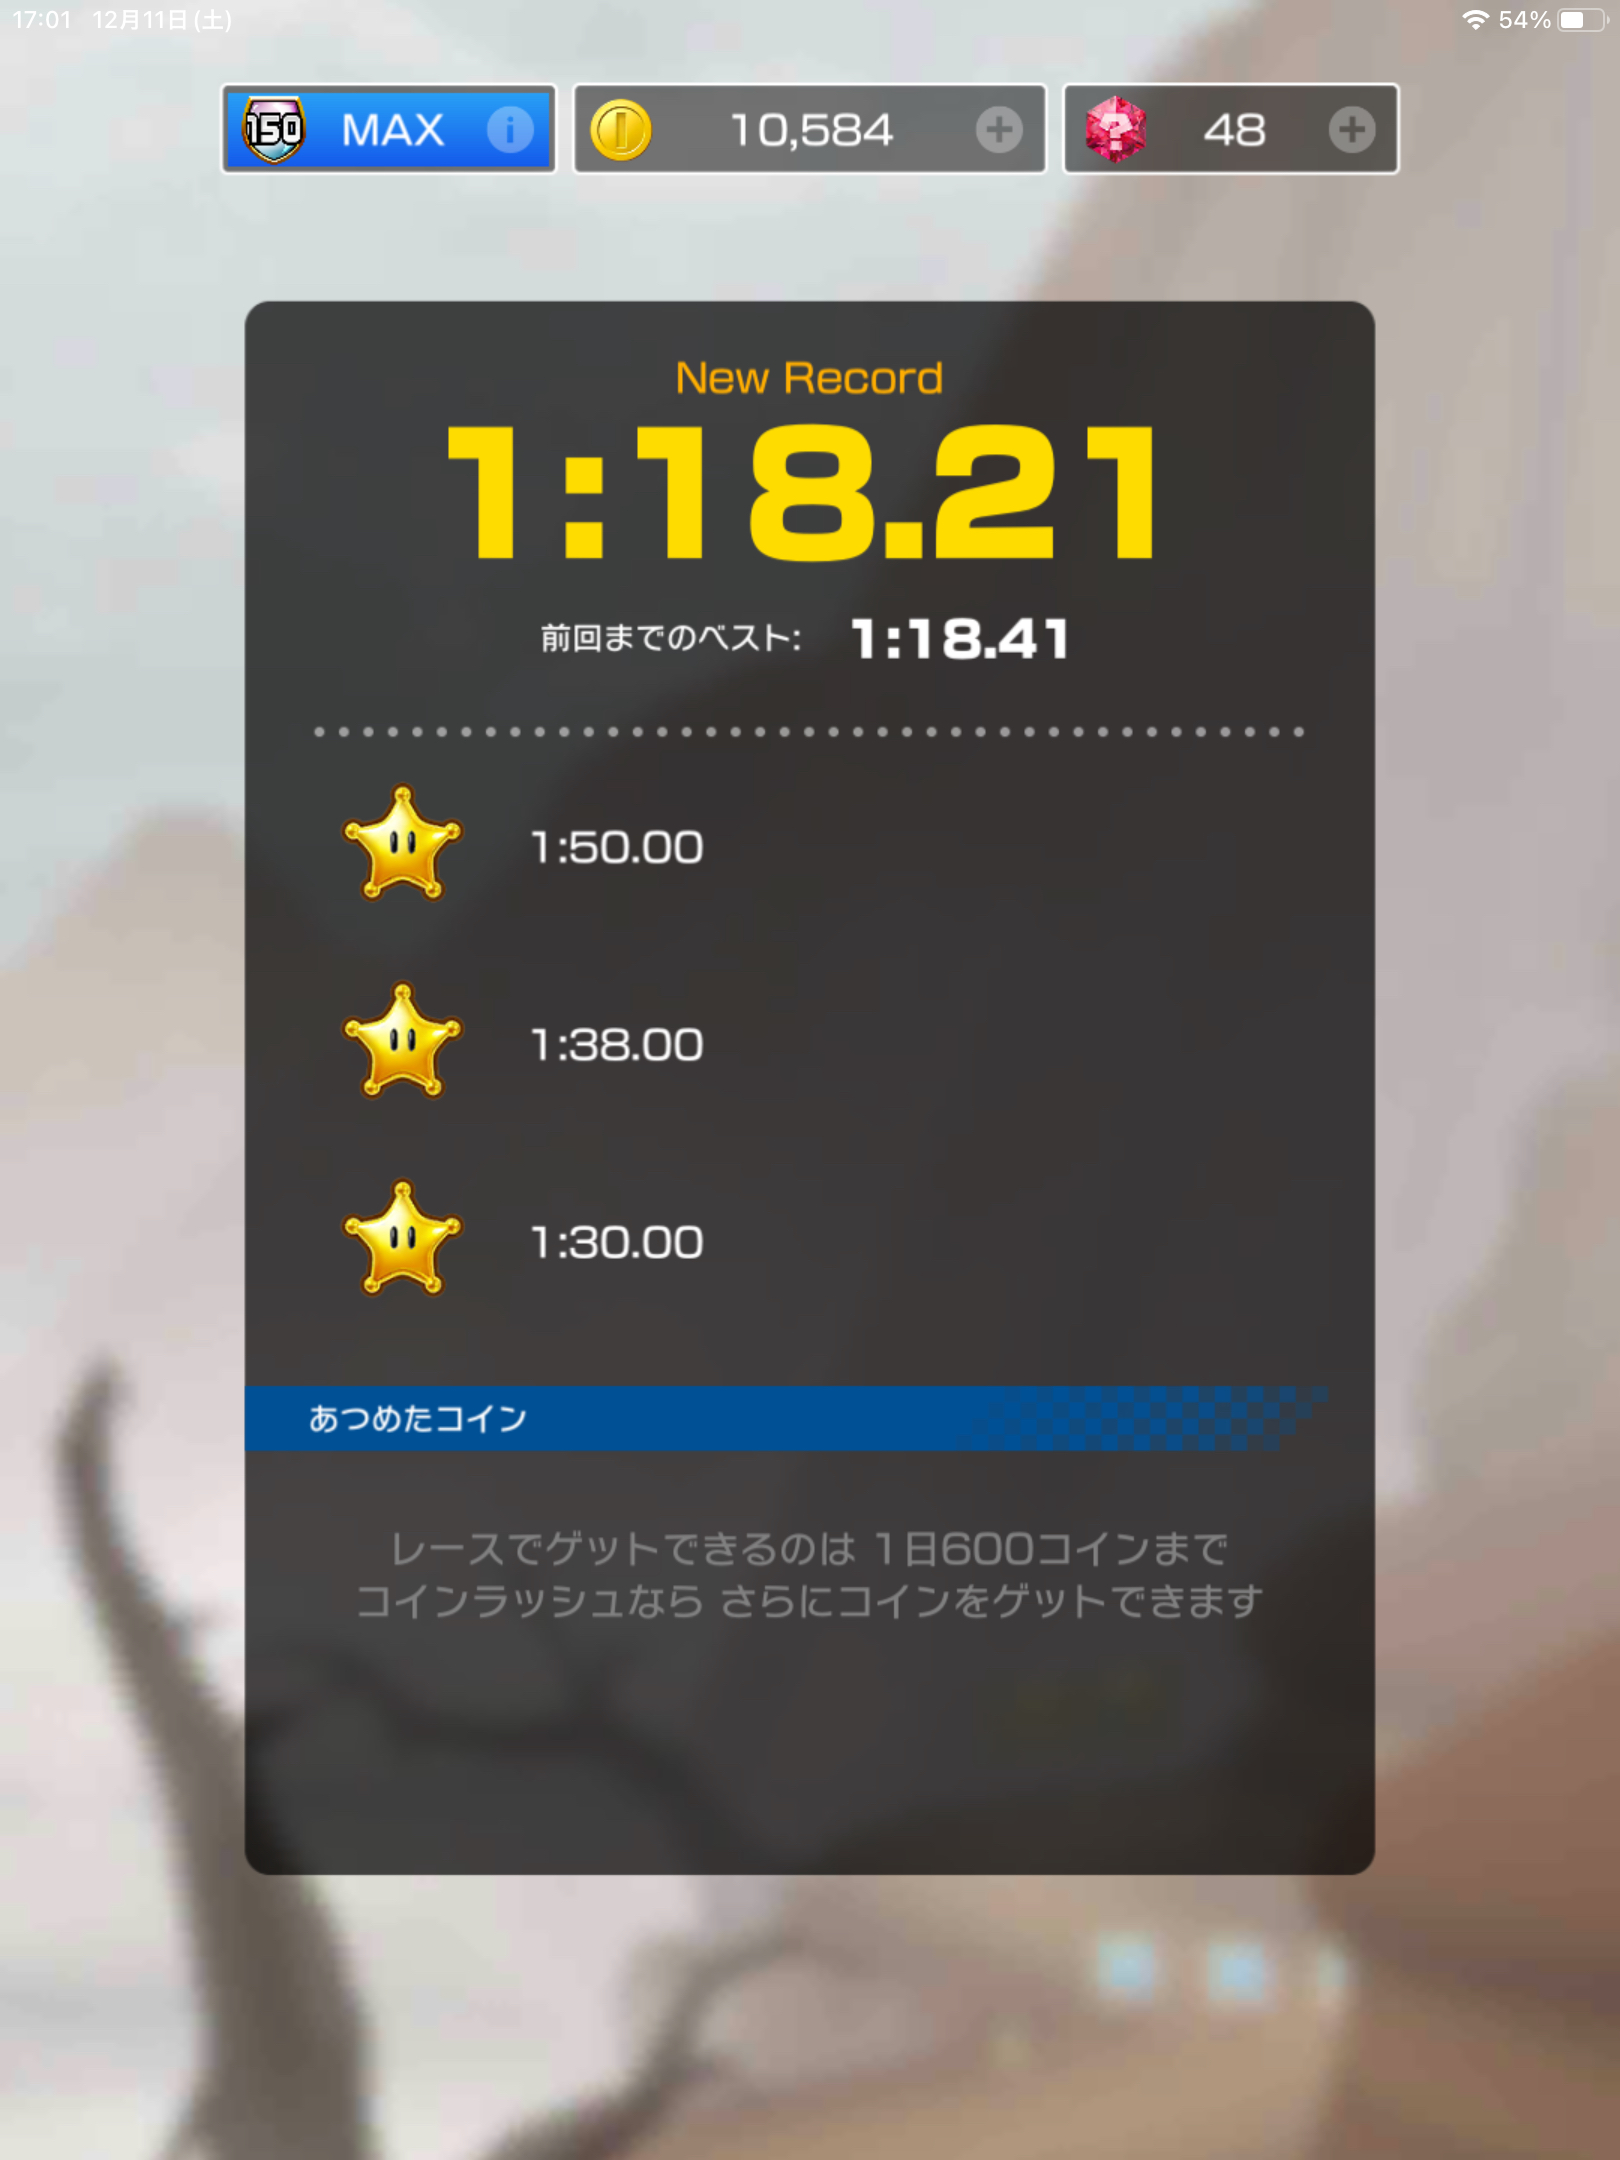 17:01 12月11日(土)
54%
150 MAX i
10,584 +
? 48 +
New Record
1:18.21
前回までのベスト: 1:18.41
1:50.00
1:38.00
1:30.00
あつめたコイン
レースでゲットできるのは 1日600コインまで
コインラッシュなら さらにコインをゲットできます